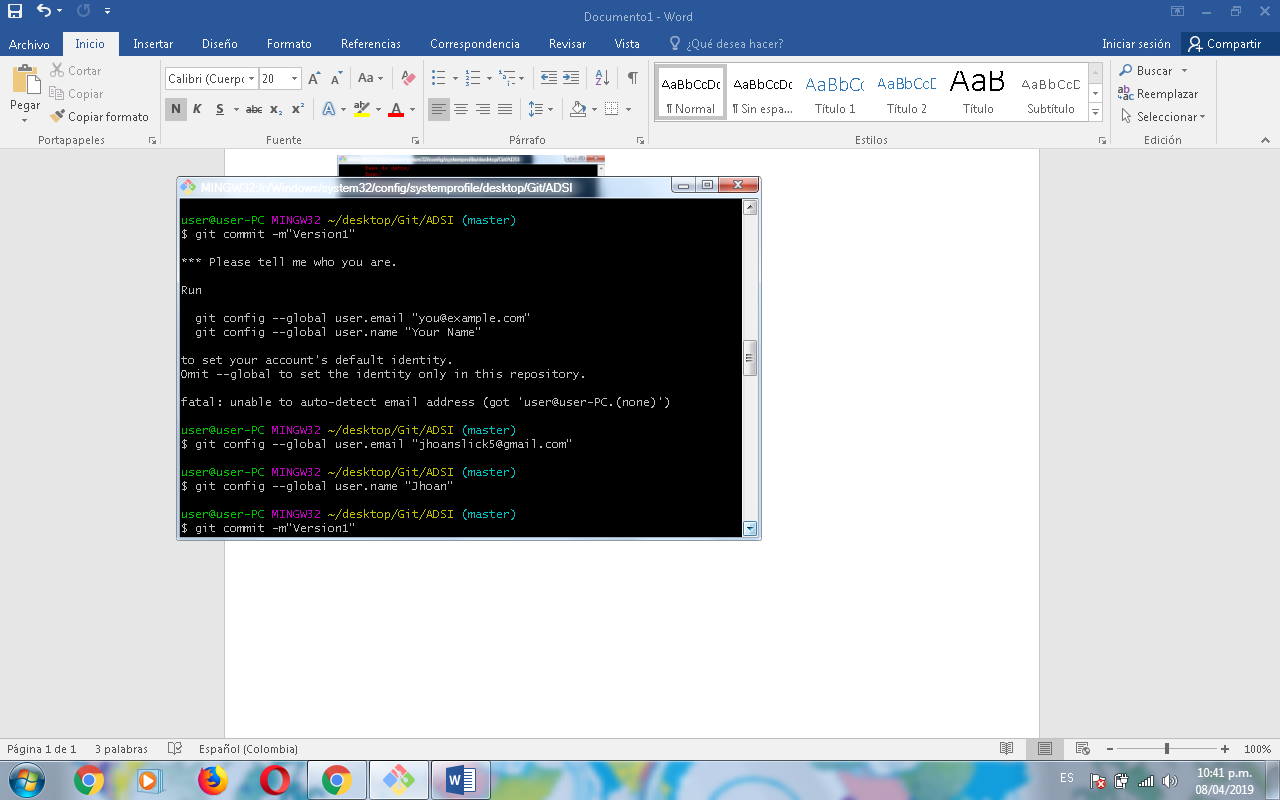 Documento1 - Word
Archivo Inicio Insertar Diseño Formato Referencias Correspondencia Revisar Vista ¿Qué desea hacer? Iniciar sesión Compartir
Pegar
Cortar
Copiar
Copiar formato
Portapapeles
Calibri (Cuerpo 20 A A Aa
N K S abc x₂ x² A aby A
Fuente
Párrafo
AaBbCcDc AaBbCcDc AaBbCc AaBbCcD AaB AaBbCcD
¶ Normal ¶ Sin espa... Título 1 Título 2 Título Subtítulo
Estilos
Buscar
Reemplazar
Seleccionar
Edición
MINGW32:/c/Windows/system32/config/systemprofile/desktop/Git/ADSI
user@user-PC MINGW32 ~/desktop/Git/ADSI (master)
$ git commit -m"Version1"
*** Please tell me who you are.
Run
git config --global user.email "you@example.com"
git config --global user.name "Your Name"
to set your account's default identity.
Omit --global to set the identity only in this repository.
fatal: unable to auto-detect email address (got 'user@user-PC.(none)')
user@user-PC MINGW32 ~/desktop/Git/ADSI (master)
$ git config --global user.email "jhoanslick5@gmail.com"
user@user-PC MINGW32 ~/desktop/Git/ADSI (master)
$ git config --global user.name "Jhoan"
user@user-PC MINGW32 ~/desktop/Git/ADSI (master)
$ git commit -m"Version1"
Página 1 de 1 3 palabras Español (Colombia) 100%
ES
10:41 p.m.
08/04/2019